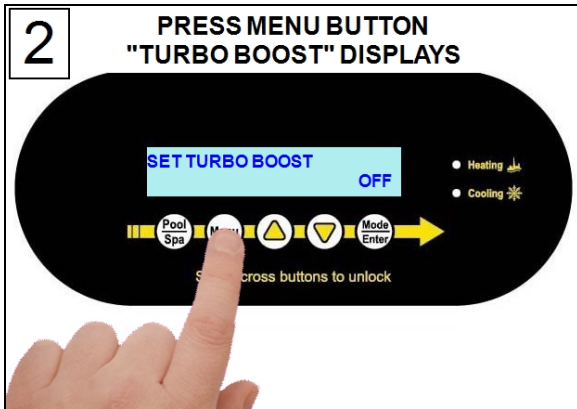 2
PRESS MENU BUTTON
"TURBO BOOST" DISPLAYS
SET TURBO BOOST
OFF
Heating
Cooling
Pool
Spa
Mode
Enter
cross buttons to unlock